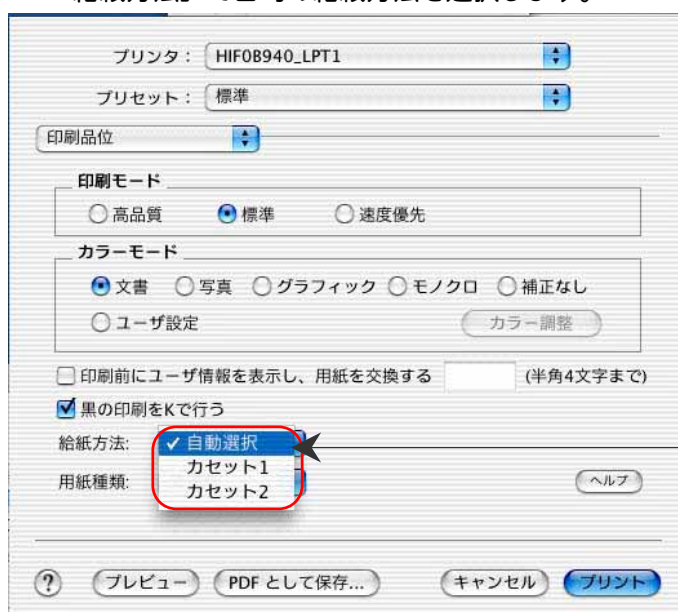 プリンタ： HIF0B940_LPT1
プリセット： 標準
印刷品位
印刷モード
高品質 標準 速度優先
カラーモード
文書 写真 グラフィック モノクロ 補正なし
ユーザ設定 カラー調整
印刷前にユーザ情報を表示し、用紙を交換する (半角4文字まで)
黒の印刷をKで行う
給紙方法: ✓ 自動選択
カセット1
用紙種類: カセット2 ヘルプ
? プレビュー PDF として保存... キャンセル プリント